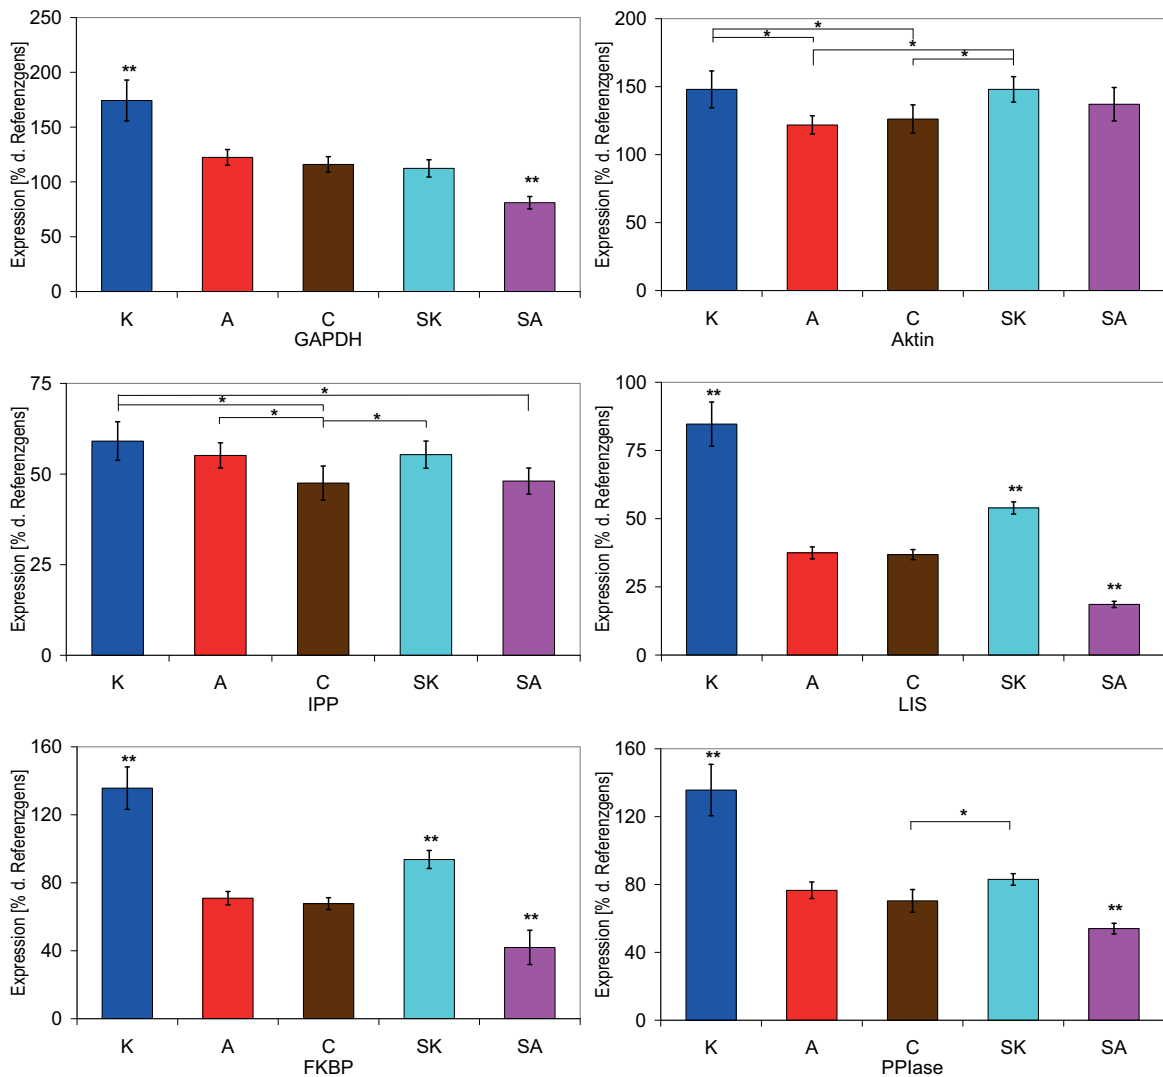 Expression [% d. Referenzgens]
250
200
150
100
50
0
**
**
K A C SK SA
GAPDH
Expression [% d. Referenzgens]
200
150
100
50
0
*
*
*
*
K A C SK SA
Aktin
Expression [% d. Referenzgens]
75
50
25
0
*
*
*
*
K A C SK SA
IPP
Expression [% d. Referenzgens]
100
75
50
25
0
**
**
**
K A C SK SA
LIS
Expression [% d. Referenzgens]
160
120
80
40
0
**
**
**
K A C SK SA
FKBP
Expression [% d. Referenzgens]
160
120
80
40
0
**
*
**
K A C SK SA
PPIase